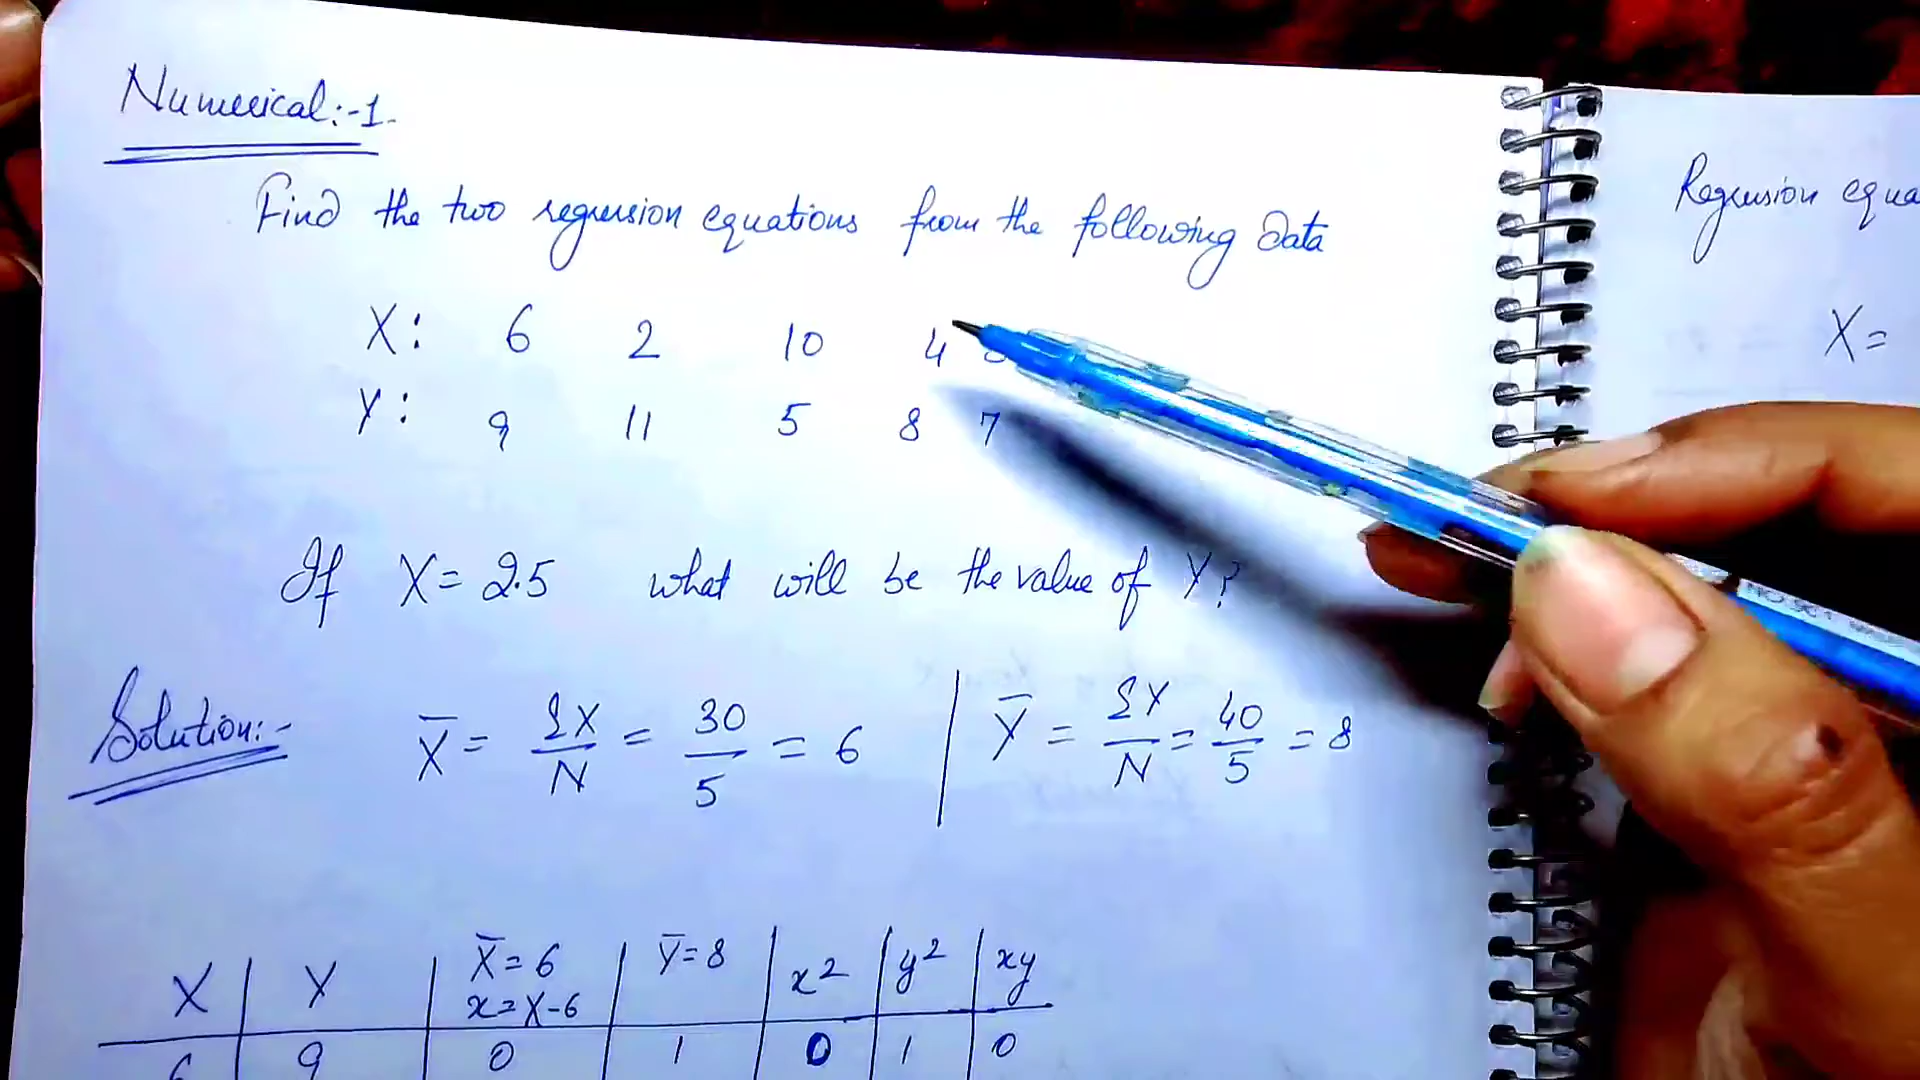 Numerical:-1.
Find the two regression equations from the following data
X: 6 2 10 4
Y: 9 11 5 8 7
If X = 2.5 what will be the value of Y?
Solution:- X̄ = ΣX/N = 30/5 = 6 | Ȳ = ΣY/N = 40/5 = 8
X | Y | X̄ = 6 x = X-6 | Ȳ = 8 | x² | y² | xy
6 | 9 | 0 | 1 | 0 | 1 | 0
Regression equa
X =